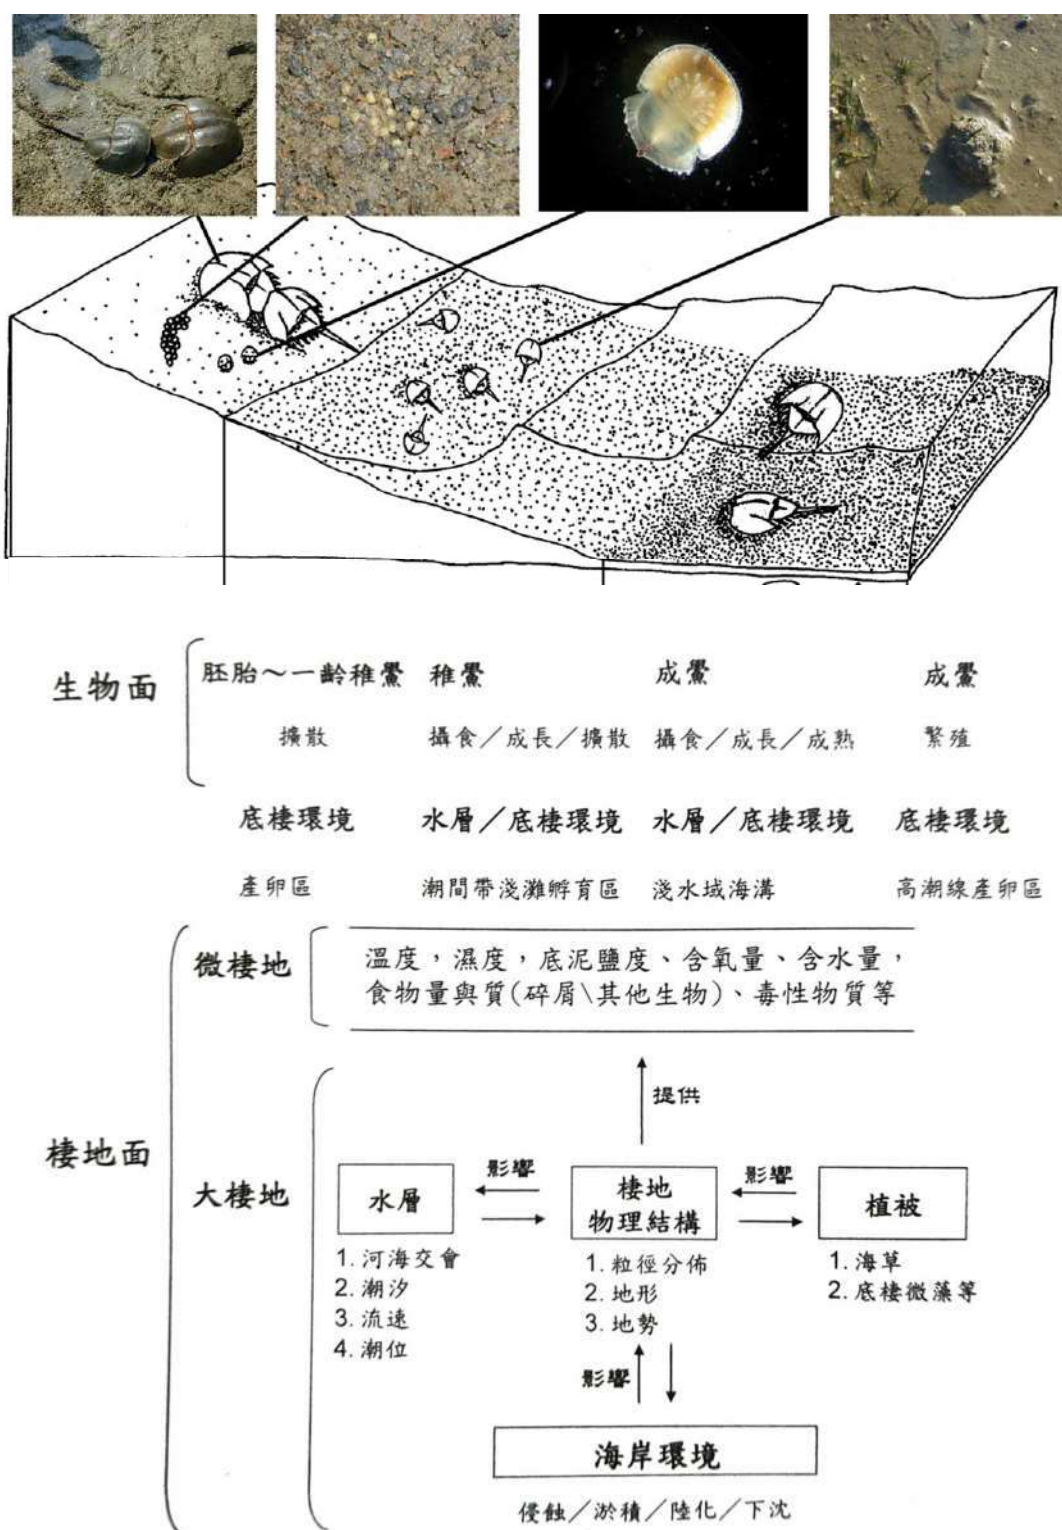 生物面
胚胎～一齡稚鱟 稚鱟 成鱟 成鱟
擴散 攝食／成長／擴散 攝食／成長／成熟 繁殖
底棲環境 水層／底棲環境 水層／底棲環境 底棲環境
產卵區 潮間帶淺灘孵育區 淺水域海溝 高潮線產卵區
棲地面
微棲地
溫度，濕度，底泥鹽度、含氧量、含水量，
食物量與質(碎屑\其他生物)、毒性物質等
提供
大棲地
水層
影響
棲地
物理結構
影響
植被
1. 河海交會
2. 潮汐
3. 流速
4. 潮位
1. 粒徑分佈
2. 地形
3. 地勢
1. 海草
2. 底棲微藻等
影響
海岸環境
侵蝕／淤積／陸化／下沈